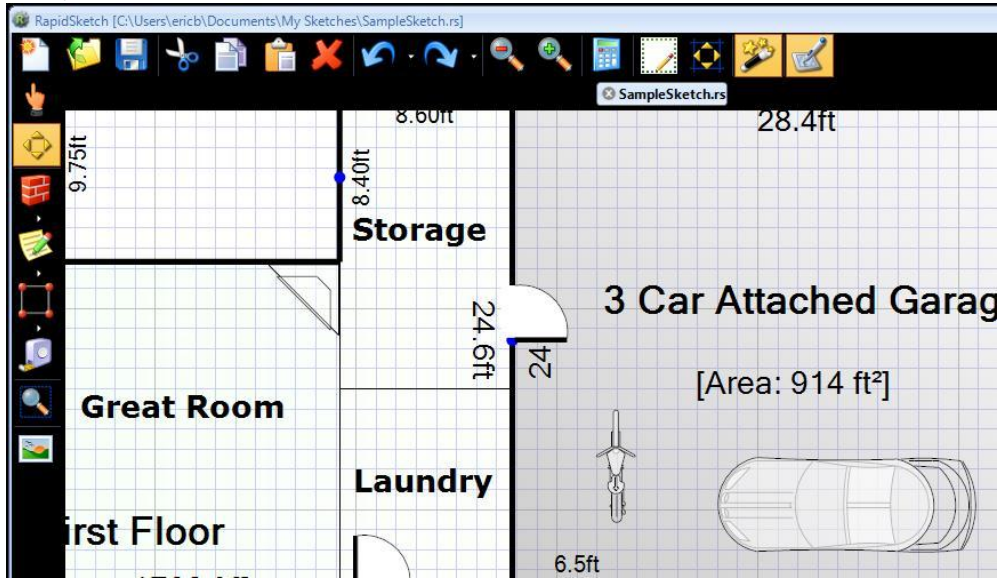 RapidSketch [C:\Users\ericb\Documents\My Sketches\SampleSketch.rs]
SampleSketch.rs
8.60ft
28.4ft
9.75ft
8.40ft
Storage
3 Car Attached Garag
24.6ft
24
[Area: 914 ft²]
Great Room
Laundry
irst Floor
6.5ft